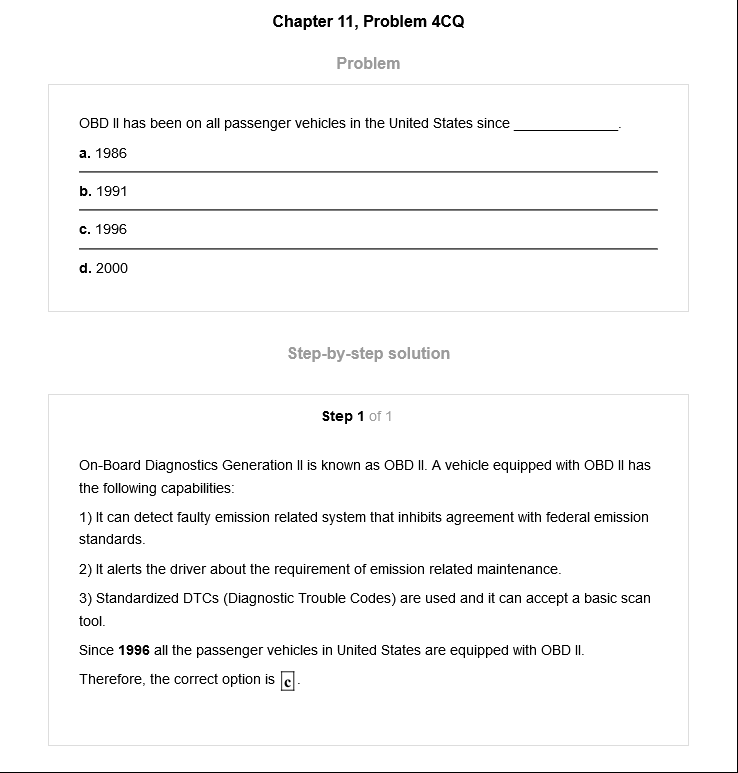 Chapter 11, Problem 4CQ
Problem
OBD II has been on all passenger vehicles in the United States since _____________.
a. 1986
b. 1991
c. 1996
d. 2000
Step-by-step solution
Step 1 of 1
On-Board Diagnostics Generation II is known as OBD II. A vehicle equipped with OBD II has
the following capabilities:
1) It can detect faulty emission related system that inhibits agreement with federal emission
standards.
2) It alerts the driver about the requirement of emission related maintenance.
3) Standardized DTCs (Diagnostic Trouble Codes) are used and it can accept a basic scan
tool.
Since 1996 all the passenger vehicles in United States are equipped with OBD II.
Therefore, the correct option is c.